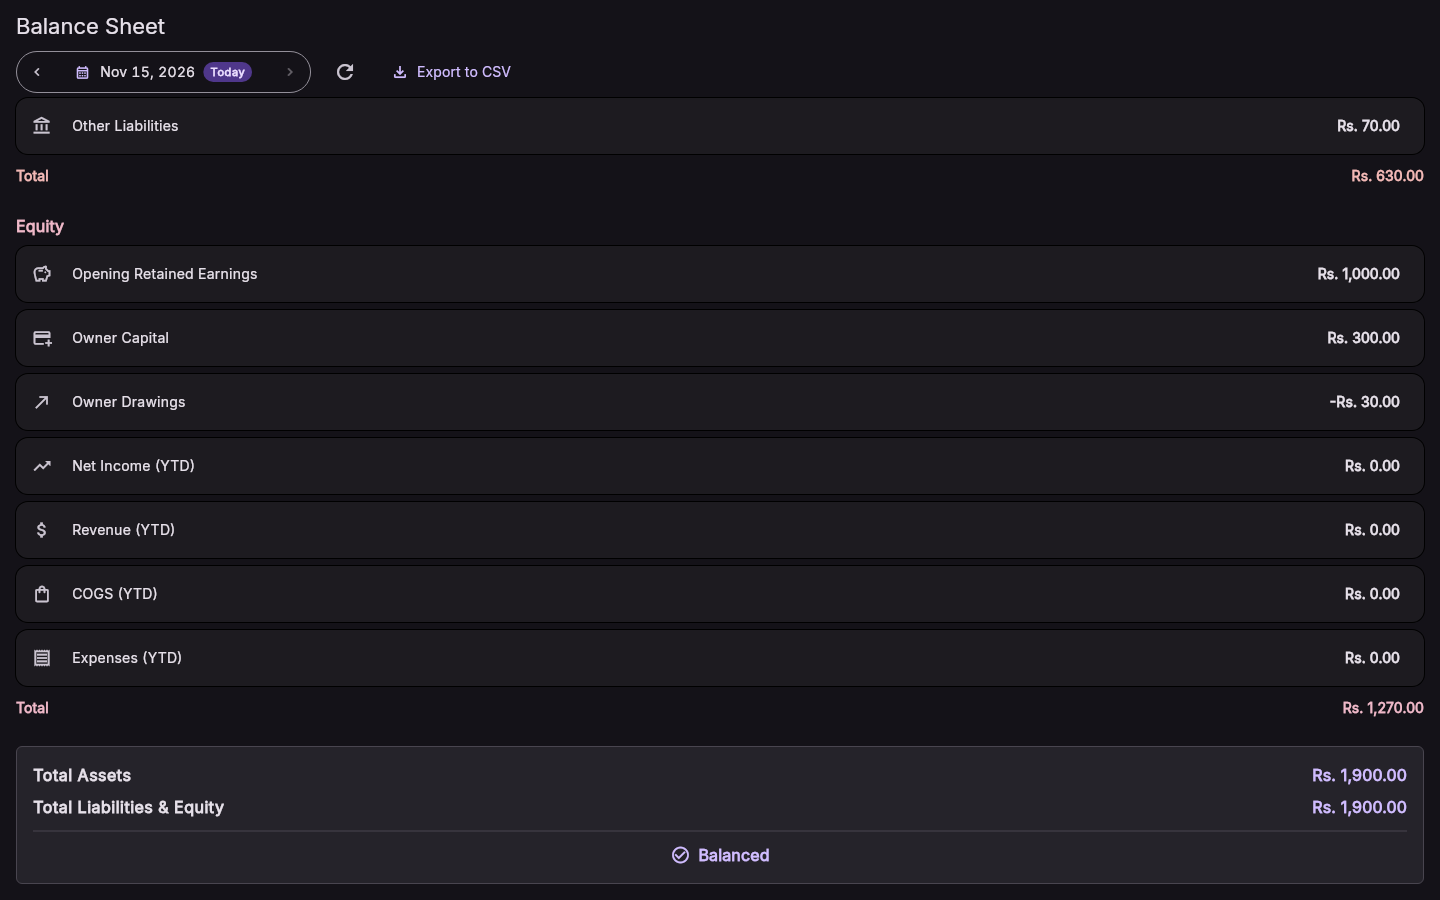 Balance Sheet
Nov 15, 2026 Today
Export to CSV
Other Liabilities Rs. 70.00
Total Rs. 630.00
Equity
Opening Retained Earnings Rs. 1,000.00
Owner Capital Rs. 300.00
Owner Drawings -Rs. 30.00
Net Income (YTD) Rs. 0.00
Revenue (YTD) Rs. 0.00
COGS (YTD) Rs. 0.00
Expenses (YTD) Rs. 0.00
Total Rs. 1,270.00
Total Assets Rs. 1,900.00
Total Liabilities & Equity Rs. 1,900.00
Balanced